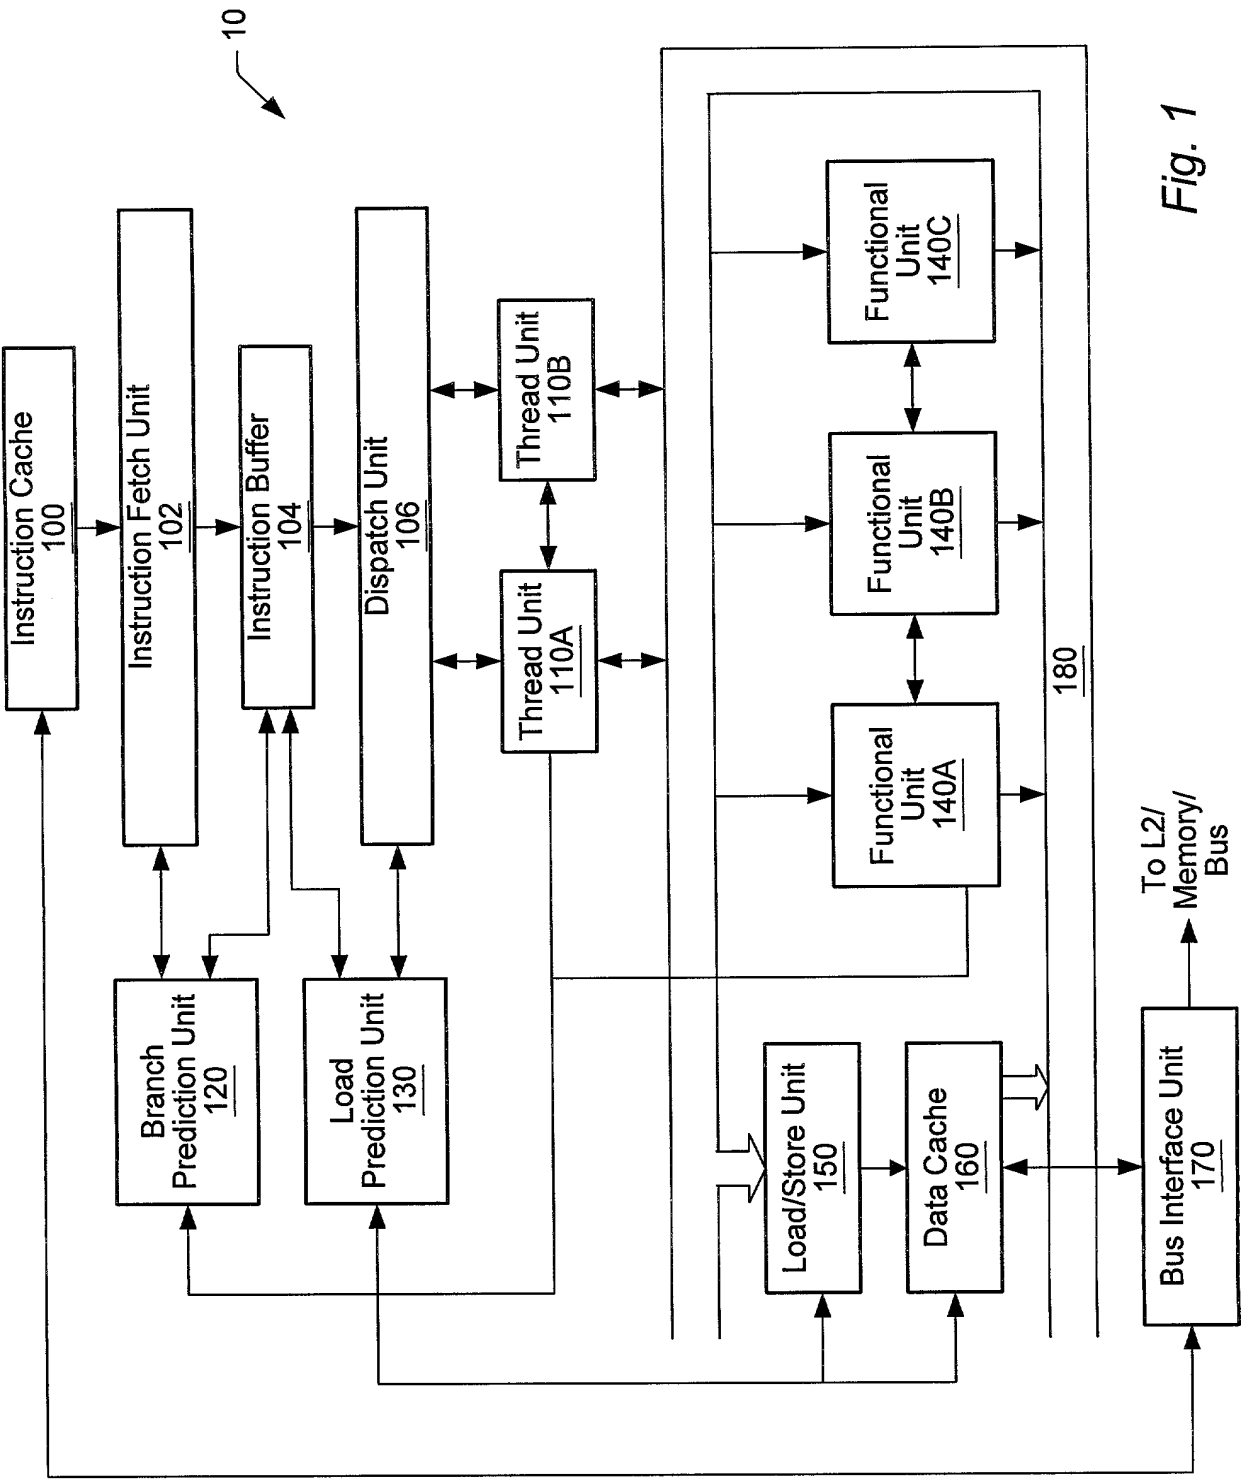 10
Instruction Cache
100
Instruction Fetch Unit
102
Instruction Buffer
104
Dispatch Unit
106
Branch
Prediction Unit
120
Load
Prediction Unit
130
Thread Unit
110A
Thread Unit
110B
Load/Store Unit
150
Data Cache
160
Functional
Unit
140A
Functional
Unit
140B
Functional
Unit
140C
180
Bus Interface Unit
170
To L2/
Memory/
Bus
Fig. 1